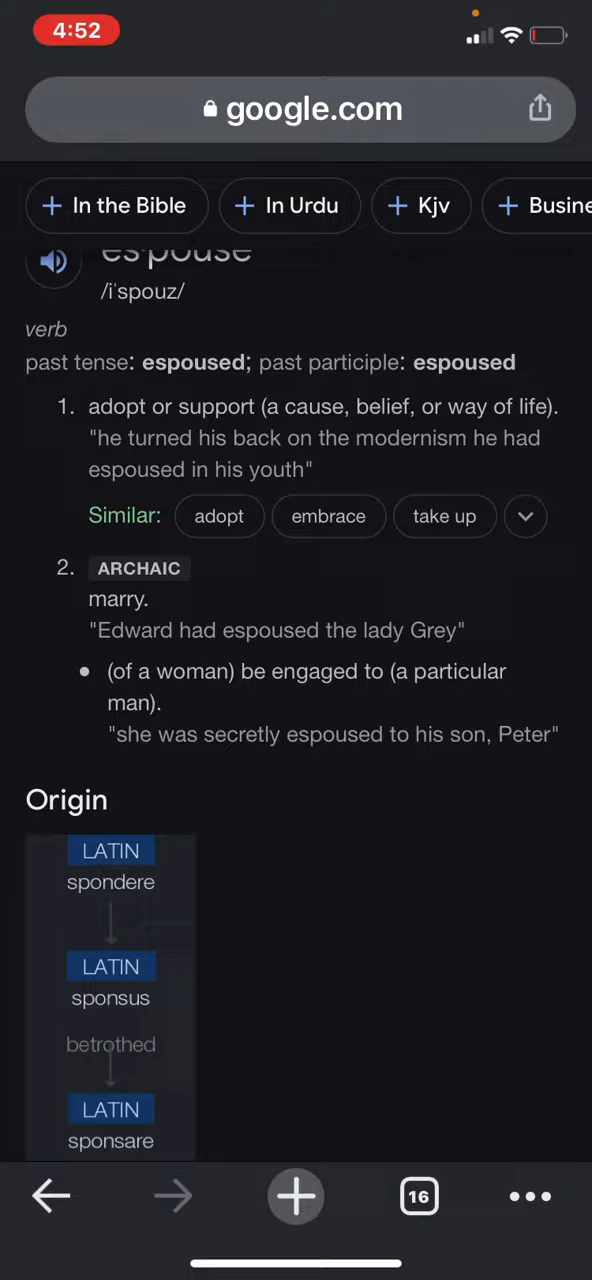 4:52
google.com
+ In the Bible + In Urdu + Kjv + Busine
es·pouse
/iˈspouz/
verb
past tense: espoused; past participle: espoused
1. adopt or support (a cause, belief, or way of life).
"he turned his back on the modernism he had
espoused in his youth"
Similar: adopt embrace take up
2. ARCHAIC
marry.
"Edward had espoused the lady Grey"
• (of a woman) be engaged to (a particular
man).
"she was secretly espoused to his son, Peter"
Origin
LATIN
spondere
LATIN
sponsus
betrothed
LATIN
sponsare
16